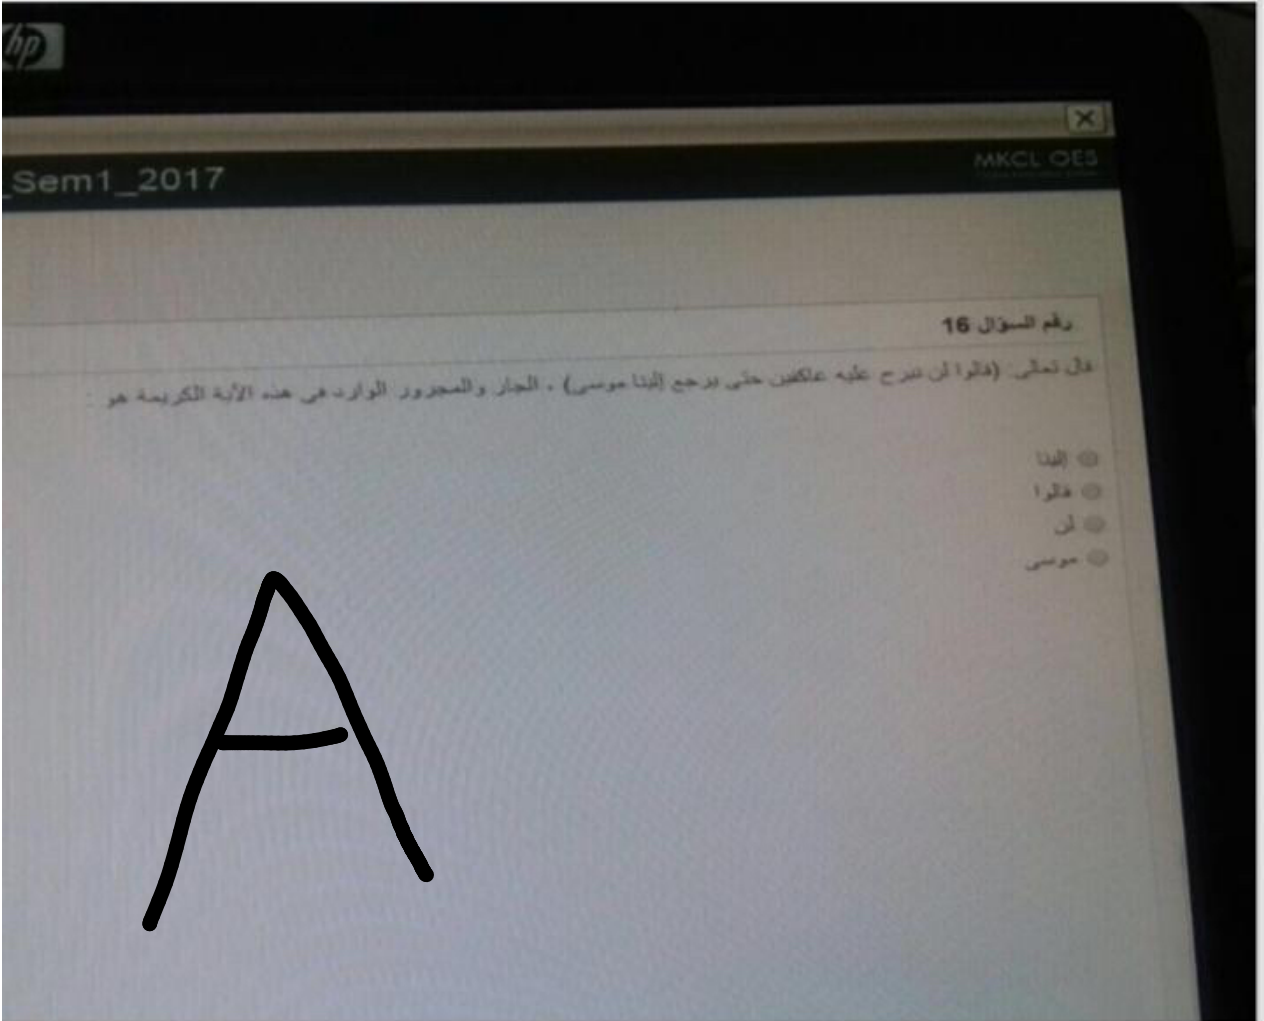 hp
_Sem1_2017
MKCL OES
رقم السؤال 16
قال تعالى: (قالوا لن نبرح عليه عاكفين حتى يرجع إلينا موسى) ، الجار والمجرور الوارد في هذه الآية الكريمة هو :
إلينا
قالوا
لن
موسى
A